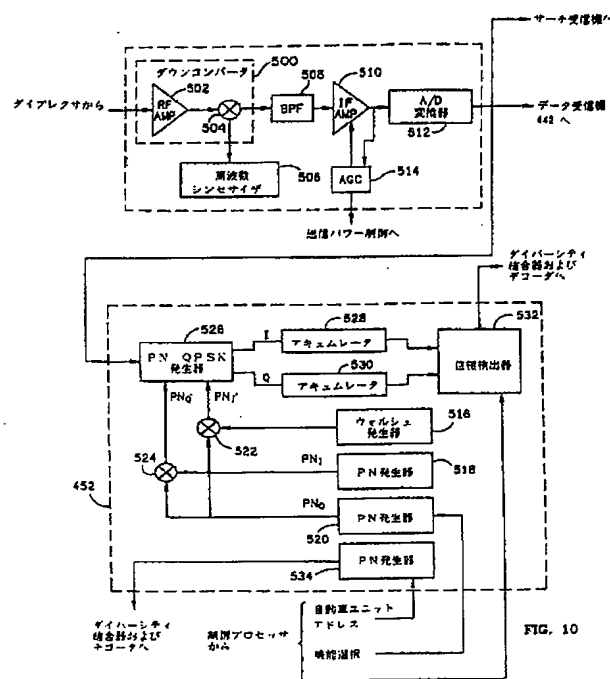 サーチ受信機へ
ダウンコンバータ
500
502
508
510
ダイプレクサから
RF
AMP
504
BPF
IF
AMP
A/D
変換器
512
データ受信機
442 へ
周波数
シンセサイザ
506
AGC
514
送信パワー制御へ
ダイバーシティ
結合器および
デコーダへ
526
528
532
PN QPSK
発生器
I
アキュムレータ
530
Q
アキュムレータ
位相検出器
PNQ'
PNI'
522
ウォルシュ
発生器
516
524
PNI
PN発生器
518
452
PNQ
PN発生器
520
PN発生器
534
ダイバーシティ
結合器および
デコーダへ
制御プロセッサ
から
自動車ユニット
アドレス
機能選択
FIG. 10